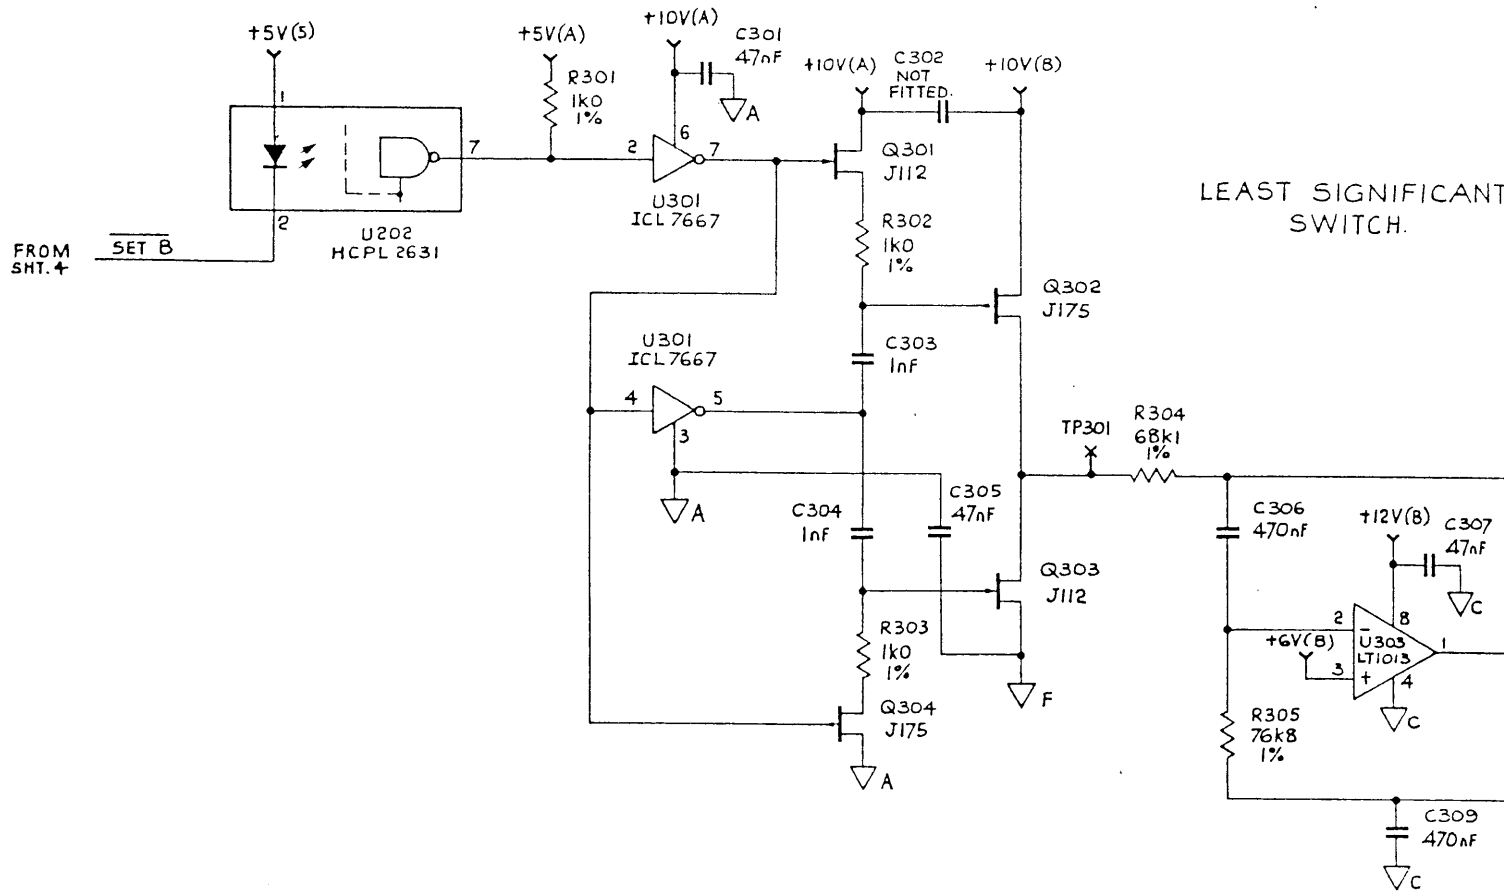 +5V(S)
1
2
U202
HCPL 2631
7
FROM
SHT. 4
SET B
+5V(A)
R301
1k0
1%
+10V(A)
C301
47nF
A
2
6
7
U301
ICL7667
+10V(A)
C302
NOT
FITTED.
+10V(B)
Q301
J112
R302
1k0
1%
Q302
J175
LEAST SIGNIFICANT
SWITCH.
U301
ICL7667
4
5
3
A
C303
1nF
C304
1nF
C305
47nF
TP301
R304
68k1
1%
Q303
J112
F
R303
1k0
1%
Q304
J175
A
C306
470nF
+12V(B)
C307
47nF
C
2
8
-
U303
LT1013
1
+6V(B)
3
+
4
C
R305
76k8
1%
C309
470nF
C